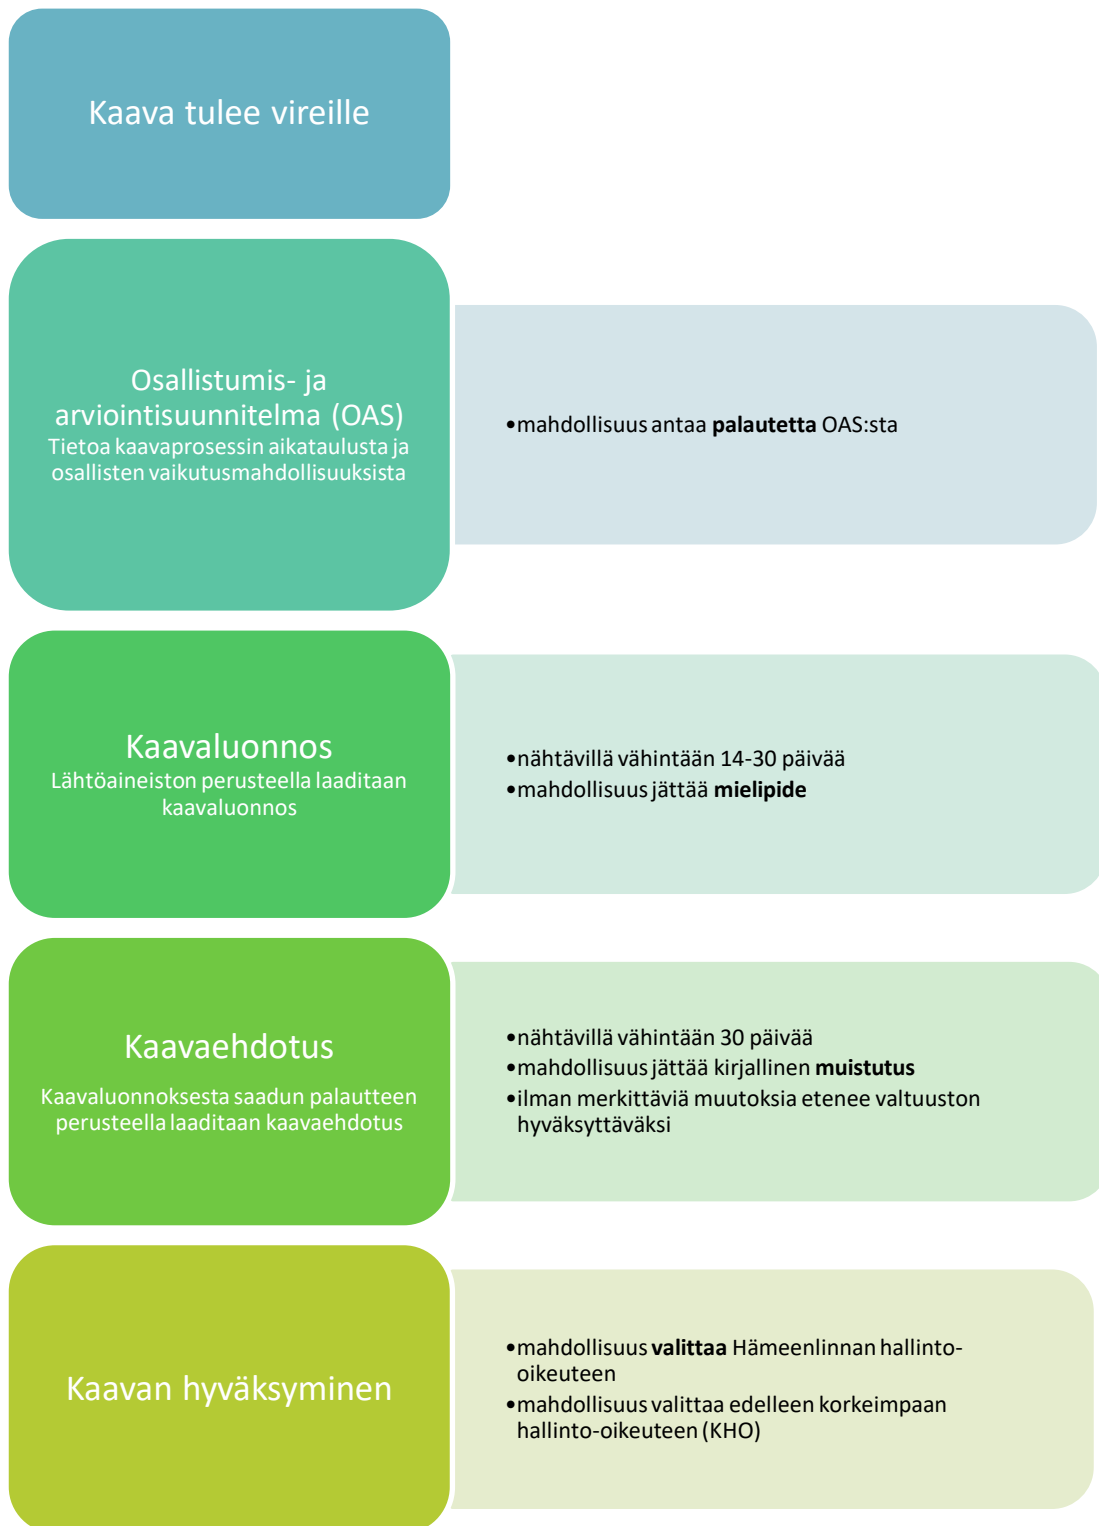 Kaava tulee vireille
Osallistumis- ja
arviointisuunnitelma (OAS)
Tietoa kaavaprosessin aikataulusta ja
osallisten vaikutusmahdollisuuksista
•mahdollisuus antaa palautetta OAS:sta
Kaavaluonnos
Lähtöaineiston perusteella laaditaan
kaavaluonnos
•nähtävillä vähintään 14-30 päivää
•mahdollisuus jättää mielipide
Kaavaehdotus
Kaavaluonnoksesta saadun palautteen
perusteella laaditaan kaavaehdotus
•nähtävillä vähintään 30 päivää
•mahdollisuus jättää kirjallinen muistutus
•ilman merkittäviä muutoksia etenee valtuuston
hyväksyttäväksi
Kaavan hyväksyminen
•mahdollisuus valittaa Hämeenlinnan hallinto-
oikeuteen
•mahdollisuus valittaa edelleen korkeimpaan
hallinto-oikeuteen (KHO)